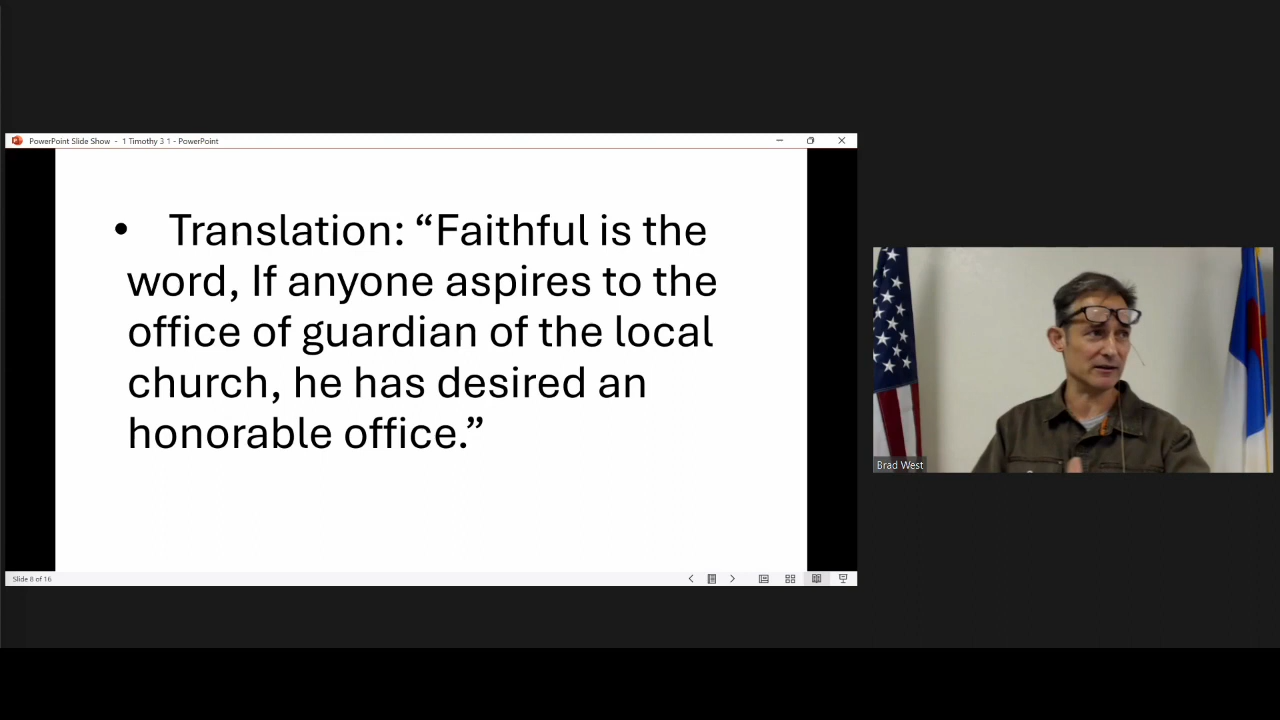 PowerPoint Slide Show - 1 Timothy 3 1 - PowerPoint
• Translation: “Faithful is the
word, If anyone aspires to the
office of guardian of the local
church, he has desired an
honorable office.”
Brad West
Slide 8 of 16